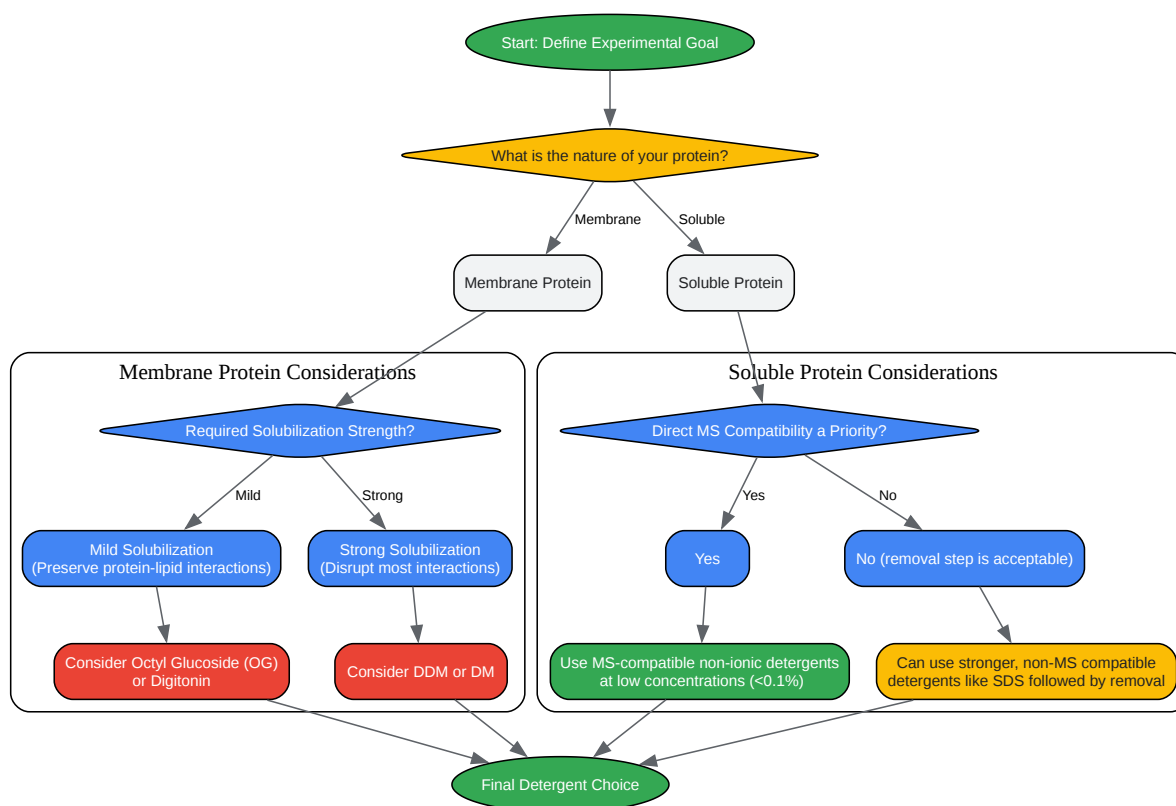 Start: Define Experimental Goal
What is the nature of your protein?
Membrane
Soluble
Membrane Protein
Soluble Protein
Membrane Protein Considerations
Required Solubilization Strength?
Mild
Strong
Mild Solubilization
(Preserve protein-lipid interactions)
Strong Solubilization
(Disrupt most interactions)
Consider Octyl Glucoside (OG)
or Digitonin
Consider DDM or DM
Soluble Protein Considerations
Direct MS Compatibility a Priority?
Yes
No
Yes
No (removal step is acceptable)
Use MS-compatible non-ionic detergents
at low concentrations (<0.1%)
Can use stronger, non-MS compatible
detergents like SDS followed by removal
Final Detergent Choice